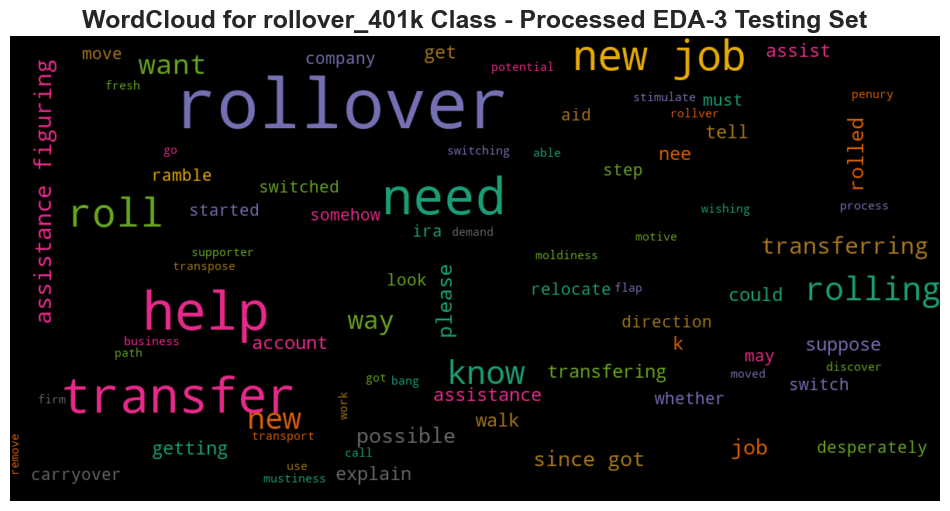 WordCloud for rollover_401k Class - Processed EDA-3 Testing Set
move
want
company
get
potential
new job
assist
fresh
rollover
stimulate
must
penury
aid
rollver
tell
assistance figuring
go
switching
able
nee
rolled
ramble
switched
step
need
roll
started
somehow
wishing
process
ira
demand
motive
transferring
supporter
transpose
moldiness
look
please
relocate
flap
could
rolling
help
way
direction
business
path
account
k
suppose
may
know
transfering
moved
discover
got
bang
switch
transfer
assistance
whether
firm
work
new
walk
transport
possible
remove
getting
call
since got
job
desperately
carryover
use
mustiness
explain